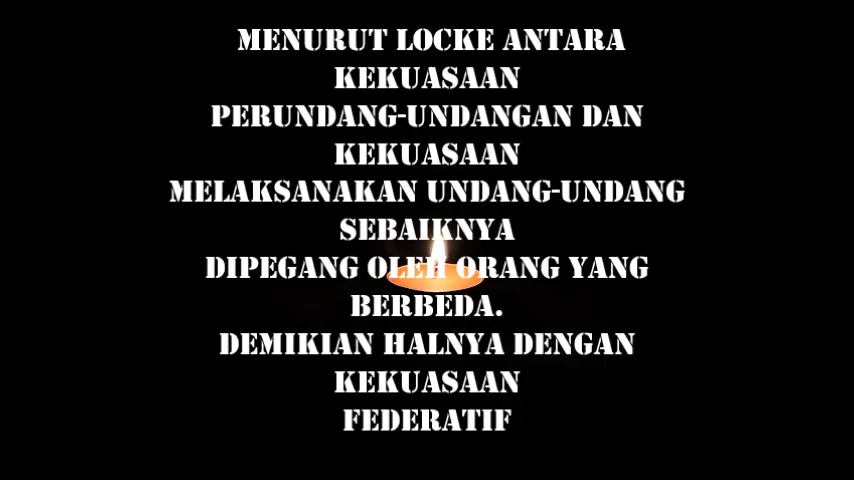 MENURUT LOCKE ANTARA
KEKUASAAN
PERUNDANG-UNDANGAN DAN
KEKUASAAN
MELAKSANAKAN UNDANG-UNDANG
SEBAIKNYA
DIPEGANG OLEH ORANG YANG
BERBEDA.
DEMIKIAN HALNYA DENGAN
KEKUASAAN
FEDERATIF